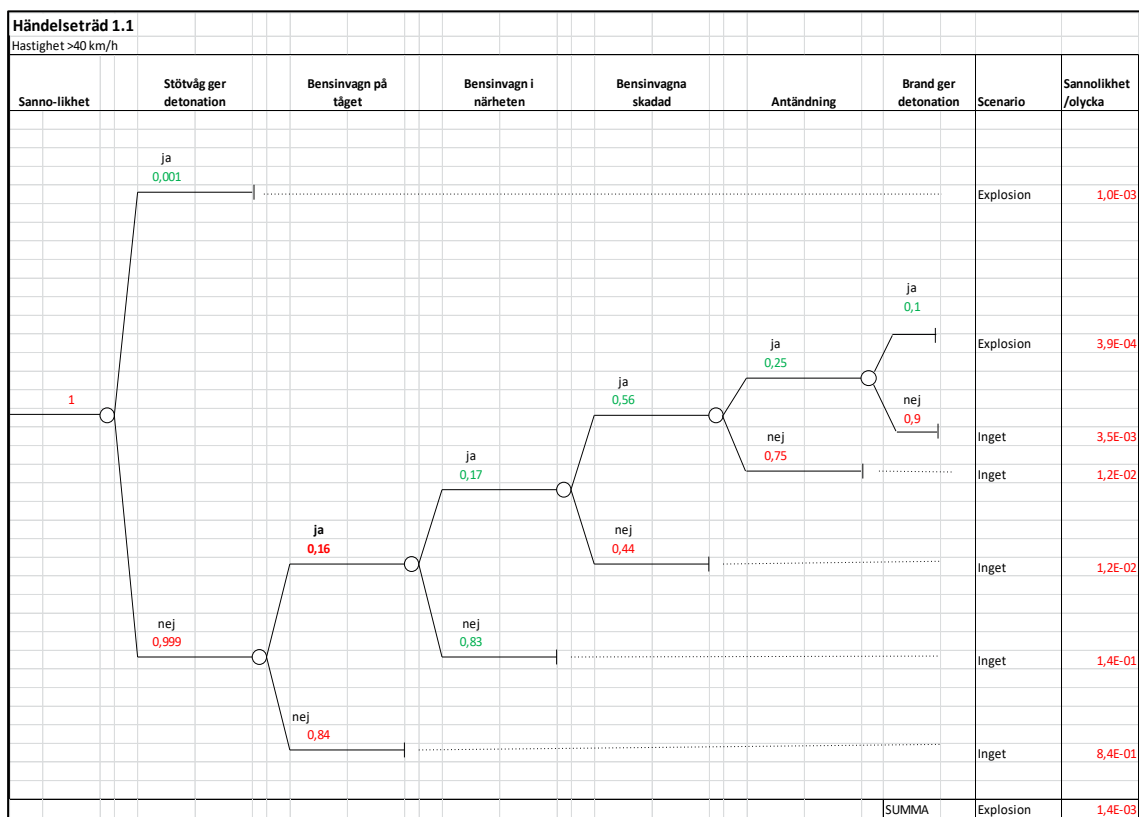 Händelseträd 1.1
Hastighet >40 km/h
Sanno-likhet
Stötvåg ger
detonation
Bensinvagn på
tåget
Bensinvagn i
närheten
Bensinvagna
skadad
Antändning
Brand ger
detonation
Scenario
Sannolikhet
/olycka
ja
0,001
Explosion 1,0E-03
ja
0,1
ja
0,25
Explosion 3,9E-04
ja
0,56
nej
0,9
1
nej
0,75
Inget 3,5E-03
ja
0,17
Inget 1,2E-02
ja
0,16
nej
0,44
Inget 1,2E-02
nej
0,999
nej
0,83
Inget 1,4E-01
nej
0,84
Inget 8,4E-01
SUMMA Explosion 1,4E-03